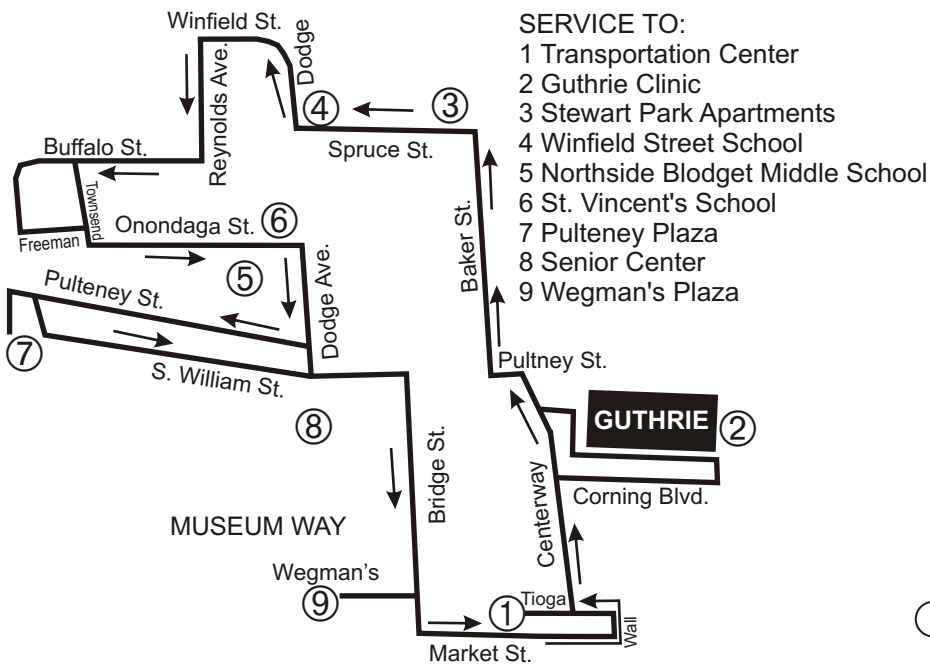 Winfield St.
Dodge
Reynolds Ave.
④
③
Spruce St.
Buffalo St.
Townsend
Freeman
Onondaga St.
⑥
⑤
Dodge Ave.
Baker St.
Pulteney St.
⑦
S. William St.
Pultney St.
GUTHRIE
②
Corning Blvd.
⑧
Bridge St.
Centerway
MUSEUM WAY
Wegman's
⑨
①
Tioga
Wall
Market St.
SERVICE TO:
1 Transportation Center
2 Guthrie Clinic
3 Stewart Park Apartments
4 Winfield Street School
5 Northside Blodget Middle School
6 St. Vincent's School
7 Pulteney Plaza
8 Senior Center
9 Wegman's Plaza